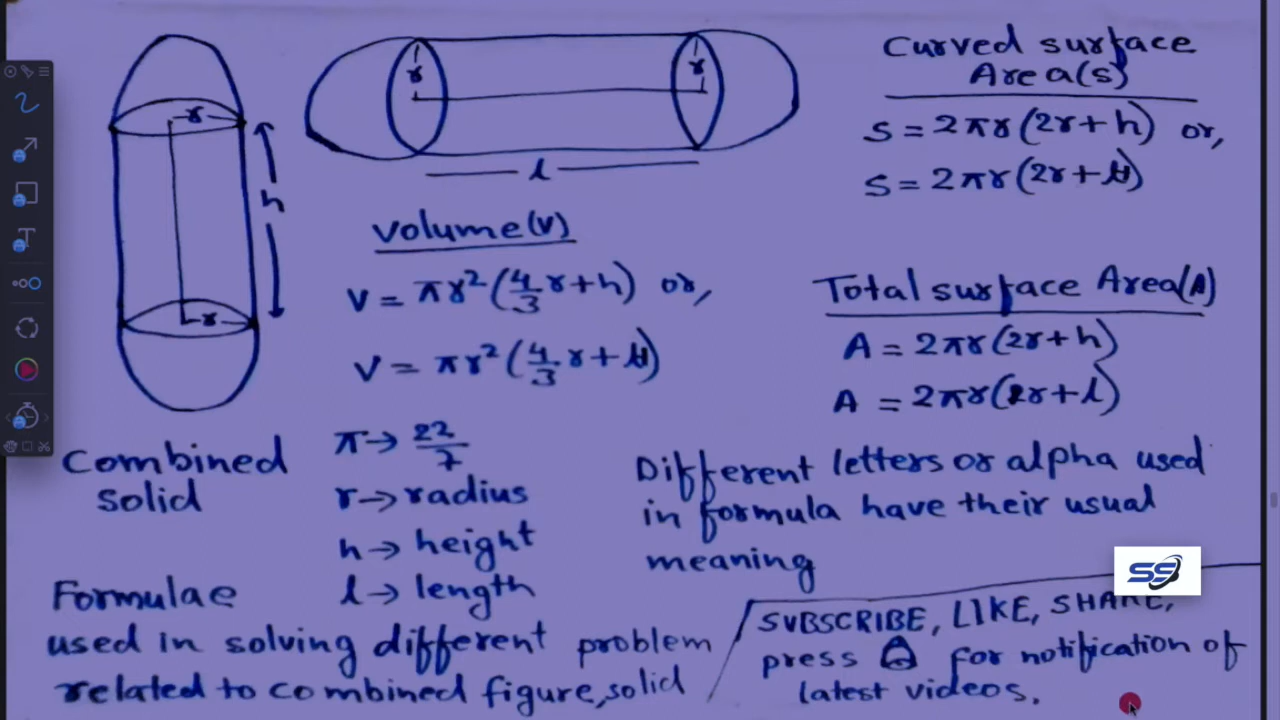 r
h
r
r
r
l
Curved surface
Area(s)
S = 2πr(2r+h) or,
S = 2πr(2r+l)
Volume(v)
V = πr²(4/3 r+h) or,
V = πr²(4/3 r+l)
Total surface Area(A)
A = 2πr(2r+h)
A = 2πr(2r+l)
Combined
solid
π→ 22/7
r→ radius
h→ height
l→ length
Different letters or alpha used
in formula have their usual
meaning
Formulae
used in solving different problem
related to combined figure, solid
SS
SUBSCRIBE, LIKE, SHARE,
press for notification of
latest videos.